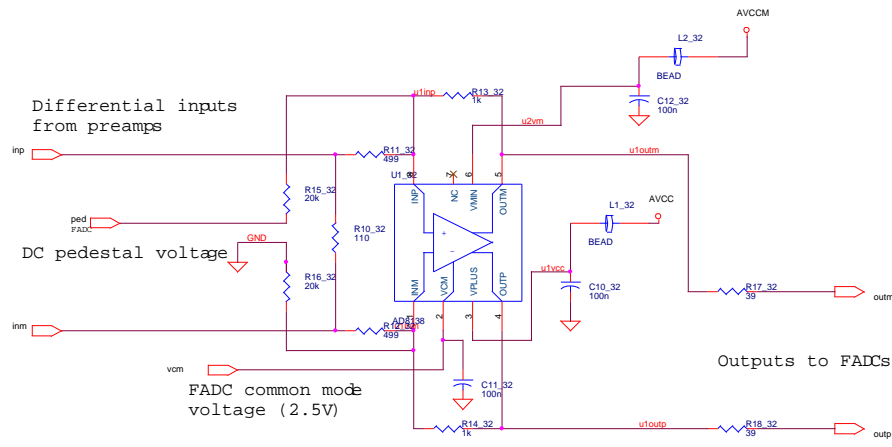 AVCCM
L2_32
BEAD
C12_32
100n
u1inp
R13_32
1k
u2vm
u1outm
Differential inputs
from preamps
inp
R11_32
499
8
7
6
5
INP
NC
VMIN
OUTM
R15_32
20k
ped
FADC
R10_32
110
GND
DC pedestal voltage
R16_32
20k
L1_32
AVCC
BEAD
u1vcc
C10_32
100n
INM
VCM
VPLUS
OUTP
AD8138
1
2
3
4
inm
499
R17_32
39
outm
vcm
FADC common mode
voltage (2.5V)
C11_32
100n
Outputs to FADCs
R14_32
1k
u1outp
R18_32
39
outp